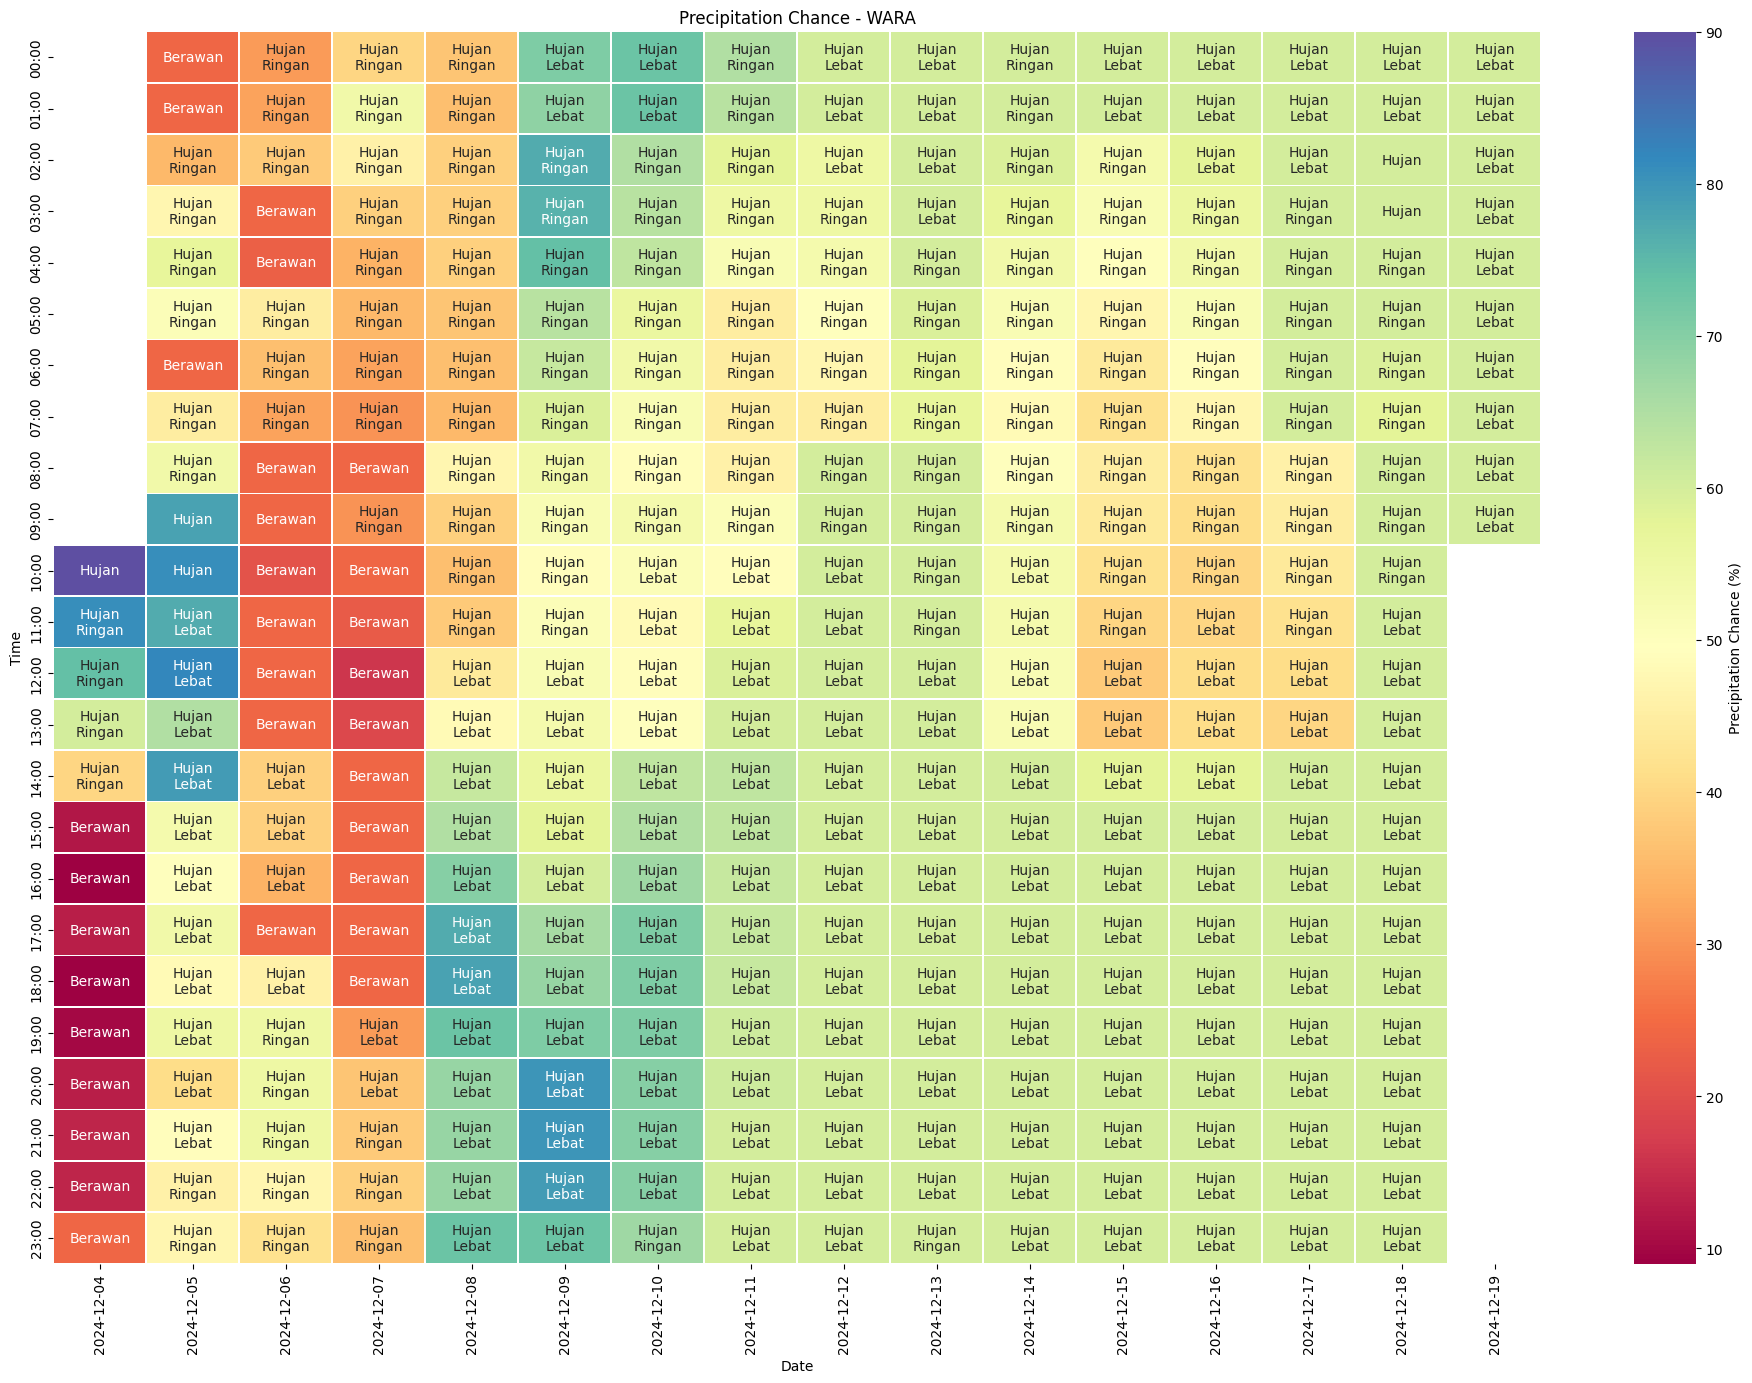 Precipitation Chance - WARA
00:00 Berawan Hujan Ringan Hujan Ringan Hujan Ringan Hujan Lebat Hujan Lebat Hujan Ringan Hujan Lebat Hujan Lebat Hujan Ringan Hujan Lebat Hujan Lebat Hujan Lebat Hujan Lebat Hujan Lebat
01:00 Berawan Hujan Ringan Hujan Ringan Hujan Ringan Hujan Lebat Hujan Lebat Hujan Ringan Hujan Lebat Hujan Lebat Hujan Ringan Hujan Lebat Hujan Lebat Hujan Lebat Hujan Lebat Hujan Lebat
02:00 Hujan Ringan Hujan Ringan Hujan Ringan Hujan Ringan Hujan Ringan Hujan Ringan Hujan Ringan Hujan Lebat Hujan Lebat Hujan Ringan Hujan Ringan Hujan Lebat Hujan Lebat Hujan Hujan Lebat
03:00 Hujan Ringan Berawan Hujan Ringan Hujan Ringan Hujan Ringan Hujan Ringan Hujan Ringan Hujan Ringan Hujan Lebat Hujan Ringan Hujan Ringan Hujan Ringan Hujan Ringan Hujan Hujan Lebat
04:00 Hujan Ringan Berawan Hujan Ringan Hujan Ringan Hujan Ringan Hujan Ringan Hujan Ringan Hujan Ringan Hujan Ringan Hujan Ringan Hujan Ringan Hujan Ringan Hujan Ringan Hujan Ringan Hujan Lebat
05:00 Hujan Ringan Hujan Ringan Hujan Ringan Hujan Ringan Hujan Ringan Hujan Ringan Hujan Ringan Hujan Ringan Hujan Ringan Hujan Ringan Hujan Ringan Hujan Ringan Hujan Ringan Hujan Ringan Hujan Lebat
06:00 Berawan Hujan Ringan Hujan Ringan Hujan Ringan Hujan Ringan Hujan Ringan Hujan Ringan Hujan Ringan Hujan Ringan Hujan Ringan Hujan Ringan Hujan Ringan Hujan Ringan Hujan Ringan Hujan Lebat
07:00 Hujan Ringan Hujan Ringan Hujan Ringan Hujan Ringan Hujan Ringan Hujan Ringan Hujan Ringan Hujan Ringan Hujan Ringan Hujan Ringan Hujan Ringan Hujan Ringan Hujan Ringan Hujan Ringan Hujan Lebat
08:00 Hujan Ringan Berawan Berawan Hujan Ringan Hujan Ringan Hujan Ringan Hujan Ringan Hujan Ringan Hujan Ringan Hujan Ringan Hujan Ringan Hujan Ringan Hujan Ringan Hujan Ringan Hujan Lebat
09:00 Hujan Berawan Hujan Ringan Hujan Ringan Hujan Ringan Hujan Ringan Hujan Ringan Hujan Ringan Hujan Ringan Hujan Ringan Hujan Ringan Hujan Ringan Hujan Ringan Hujan Ringan Hujan Lebat
10:00 Hujan Hujan Berawan Berawan Hujan Ringan Hujan Ringan Hujan Lebat Hujan Lebat Hujan Lebat Hujan Ringan Hujan Lebat Hujan Ringan Hujan Ringan Hujan Ringan Hujan Ringan
11:00 Hujan Ringan Hujan Lebat Berawan Berawan Hujan Ringan Hujan Ringan Hujan Lebat Hujan Lebat Hujan Lebat Hujan Ringan Hujan Lebat Hujan Ringan Hujan Lebat Hujan Ringan Hujan Lebat
12:00 Hujan Ringan Hujan Lebat Berawan Berawan Hujan Lebat Hujan Lebat Hujan Lebat Hujan Lebat Hujan Lebat Hujan Lebat Hujan Lebat Hujan Lebat Hujan Lebat Hujan Lebat Hujan Lebat
13:00 Hujan Ringan Hujan Lebat Berawan Berawan Hujan Lebat Hujan Lebat Hujan Lebat Hujan Lebat Hujan Lebat Hujan Lebat Hujan Lebat Hujan Lebat Hujan Lebat Hujan Lebat Hujan Lebat
14:00 Hujan Ringan Hujan Lebat Hujan Lebat Berawan Hujan Lebat Hujan Lebat Hujan Lebat Hujan Lebat Hujan Lebat Hujan Lebat Hujan Lebat Hujan Lebat Hujan Lebat Hujan Lebat Hujan Lebat
15:00 Berawan Hujan Lebat Hujan Lebat Berawan Hujan Lebat Hujan Lebat Hujan Lebat Hujan Lebat Hujan Lebat Hujan Lebat Hujan Lebat Hujan Lebat Hujan Lebat Hujan Lebat Hujan Lebat
16:00 Berawan Hujan Lebat Hujan Lebat Berawan Hujan Lebat Hujan Lebat Hujan Lebat Hujan Lebat Hujan Lebat Hujan Lebat Hujan Lebat Hujan Lebat Hujan Lebat Hujan Lebat Hujan Lebat
17:00 Berawan Hujan Lebat Berawan Berawan Hujan Lebat Hujan Lebat Hujan Lebat Hujan Lebat Hujan Lebat Hujan Lebat Hujan Lebat Hujan Lebat Hujan Lebat Hujan Lebat Hujan Lebat
18:00 Berawan Hujan Lebat Hujan Lebat Berawan Hujan Lebat Hujan Lebat Hujan Lebat Hujan Lebat Hujan Lebat Hujan Lebat Hujan Lebat Hujan Lebat Hujan Lebat Hujan Lebat Hujan Lebat
19:00 Berawan Hujan Lebat Hujan Ringan Hujan Lebat Hujan Lebat Hujan Lebat Hujan Lebat Hujan Lebat Hujan Lebat Hujan Lebat Hujan Lebat Hujan Lebat Hujan Lebat Hujan Lebat Hujan Lebat
20:00 Berawan Hujan Lebat Hujan Ringan Hujan Lebat Hujan Lebat Hujan Lebat Hujan Lebat Hujan Lebat Hujan Lebat Hujan Lebat Hujan Lebat Hujan Lebat Hujan Lebat Hujan Lebat Hujan Lebat
21:00 Berawan Hujan Lebat Hujan Ringan Hujan Ringan Hujan Lebat Hujan Lebat Hujan Lebat Hujan Lebat Hujan Lebat Hujan Lebat Hujan Lebat Hujan Lebat Hujan Lebat Hujan Lebat Hujan Lebat
22:00 Berawan Hujan Ringan Hujan Ringan Hujan Ringan Hujan Lebat Hujan Lebat Hujan Lebat Hujan Lebat Hujan Lebat Hujan Lebat Hujan Lebat Hujan Lebat Hujan Lebat Hujan Lebat Hujan Lebat
23:00 Berawan Hujan Ringan Hujan Ringan Hujan Ringan Hujan Lebat Hujan Lebat Hujan Ringan Hujan Lebat Hujan Lebat Hujan Ringan Hujan Lebat Hujan Lebat Hujan Lebat Hujan Lebat Hujan Lebat
Time
2024-12-04 2024-12-05 2024-12-06 2024-12-07 2024-12-08 2024-12-09 2024-12-10 2024-12-11 2024-12-12 2024-12-13 2024-12-14 2024-12-15 2024-12-16 2024-12-17 2024-12-18 2024-12-19
Date
90
80
70
60
50
40
30
20
10
Precipitation Chance (%)